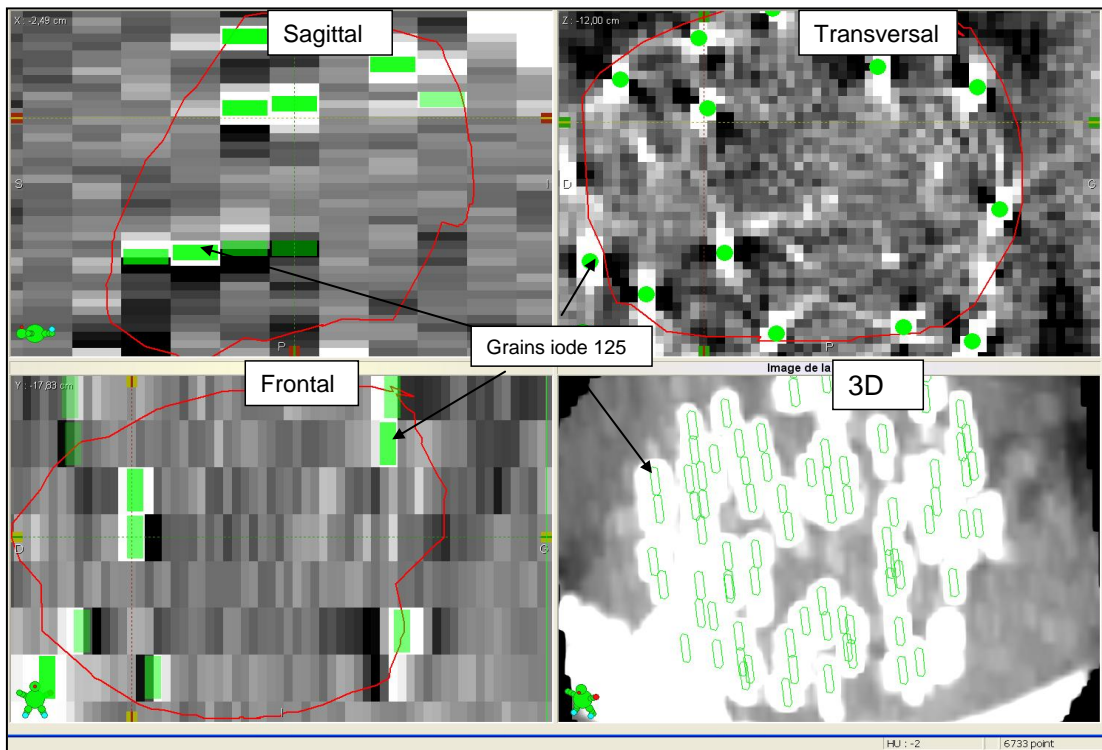 X : -2,49 cm
Sagittal
S
I
P
Z : -12,00 cm
Transversal
D
G
P
Grains iode 125
Y : -17,83 cm
Frontal
D
G
I
Image de la
3D
HU : -2
6733 point